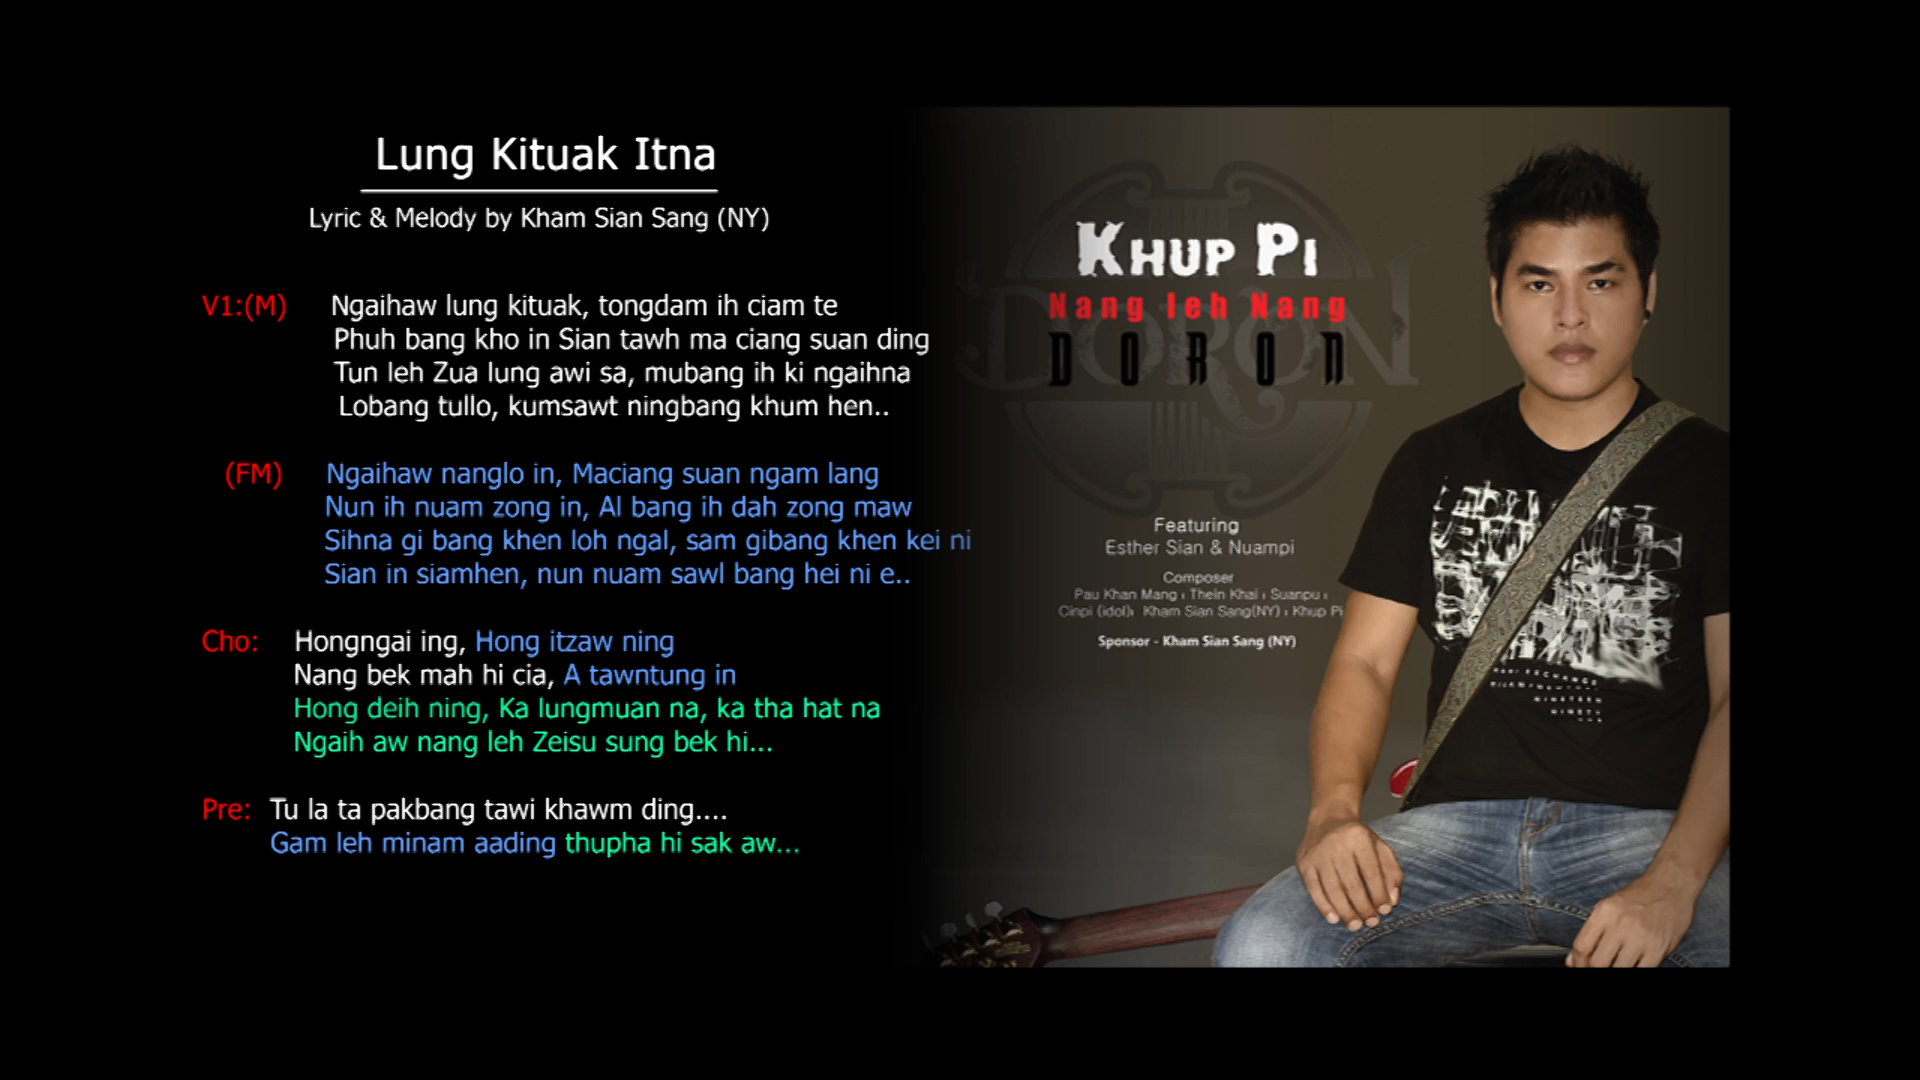 Lung Kituak Itna
Lyric & Melody by Kham Sian Sang (NY)
V1:(M) Ngaihaw lung kituak, tongdam ih ciam te
Phuh bang kho in Sian tawh ma ciang suan ding
Tun leh Zua lung awi sa, mubang ih ki ngaihna
Lobang tullo, kumsawt ningbang khum hen..
(FM) Ngaihaw nanglo in, Maciang suan ngam lang
Nun ih nuam zong in, Al bang ih dah zong maw
Sihna gi bang khen loh ngal, sam gibang khen kei ni
Sian in siamhen, nun nuam sawl bang hei ni e..
Cho: Hongngai ing, Hong itzaw ning
Nang bek mah hi cia, A tawntung in
Hong deih ning, Ka lungmuan na, ka tha hat na
Ngaih aw nang leh Zeisu sung bek hi...
Pre: Tu la ta pakbang tawi khawm ding....
Gam leh minam aading thupha hi sak aw...
Khup Pi
Nang leh Nang
DORON
DORON
Featuring
Esther Sian & Nuampi
Composer
Pau Khan Mang ı Thein Khai ı Suanpu ı
Cinpi (idol)ı Kham Sian Sang(NY) ı Khup Pi
Sponsor - Kham Sian Sang (NY)
EXCHANGE
NINETEEN
NINETY